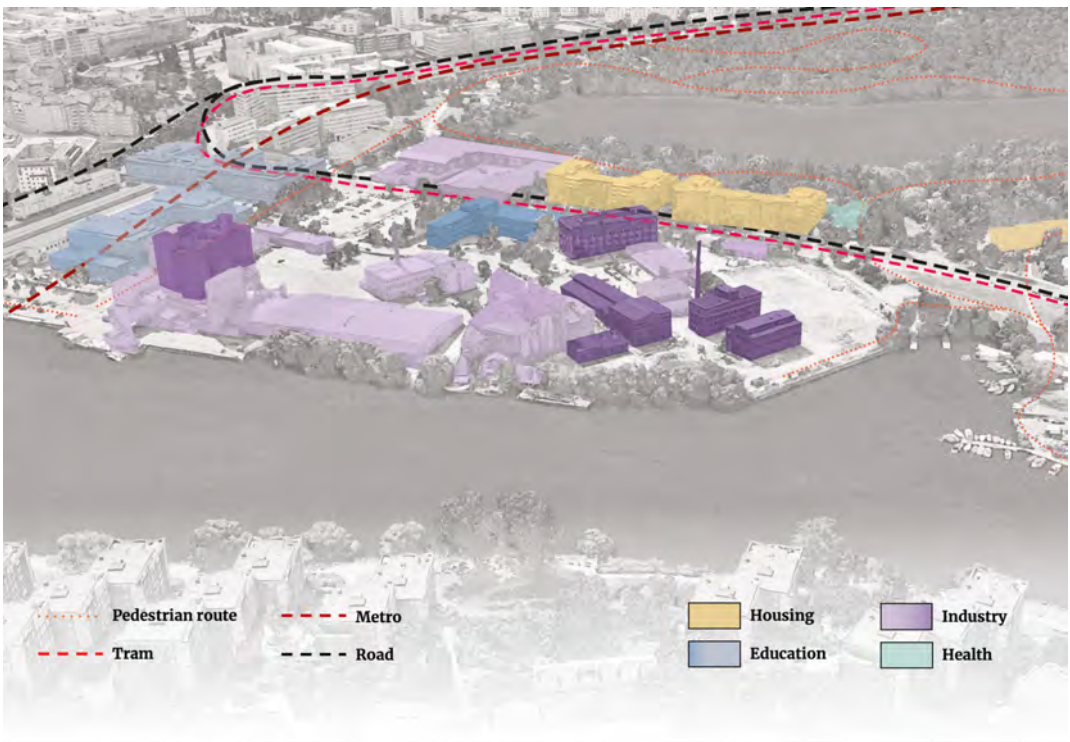 Pedestrian route
Metro
Housing
Industry
Tram
Road
Education
Health